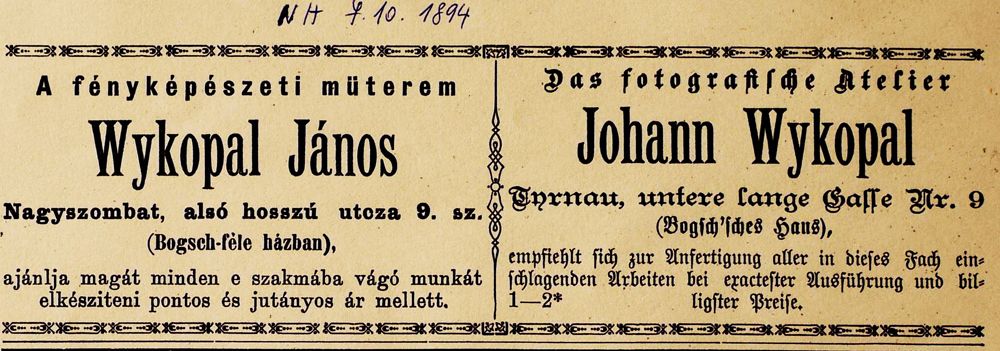 NH 7.10.1894
A fényképészeti műterem
Wykopal János
Nagyszombat, alsó hosszú utoza 9. sz.
(Bogsch-féle házban),
ajánlja magát minden e szakmába vágó munkát
elkésziteni pontos és jutányos ár mellett.
Das fotografische Atelier
Johann Wykopal
Tyrnau, untere lange Gasse Nr. 9
(Bogsch'sches Haus),
empfiehlt sich zur Anfertigung aller in dieses Fach ein-
schlagenden Arbeiten bei exactester Ausführung und bil-
1—2* ligster Preise.